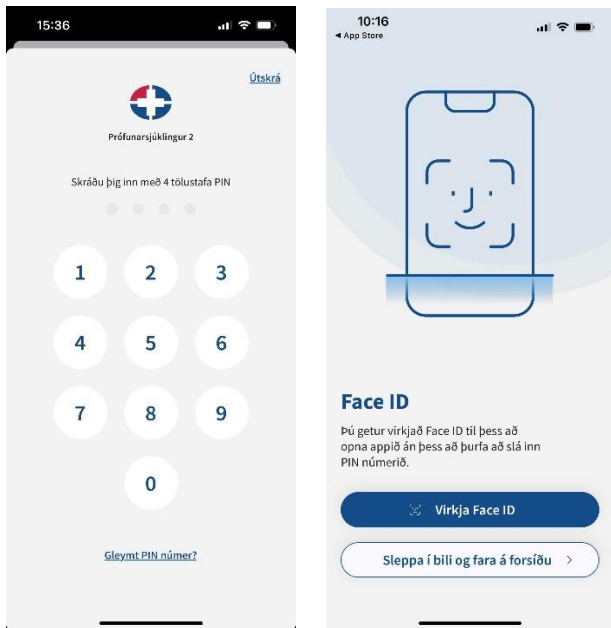 15:36
Útskrá
Prófunarsjúklingur 2
Skráðu þig inn með 4 tölustafa PIN
1 2 3
4 5 6
7 8 9
0
Gleymt PIN númer?
10:16
◄ App Store
Face ID
Þú getur virkjað Face ID til þess að
opna appið án þess að þurfa að slá inn
PIN númerið.
Virkja Face ID
Sleppa í bili og fara á forsíðu >